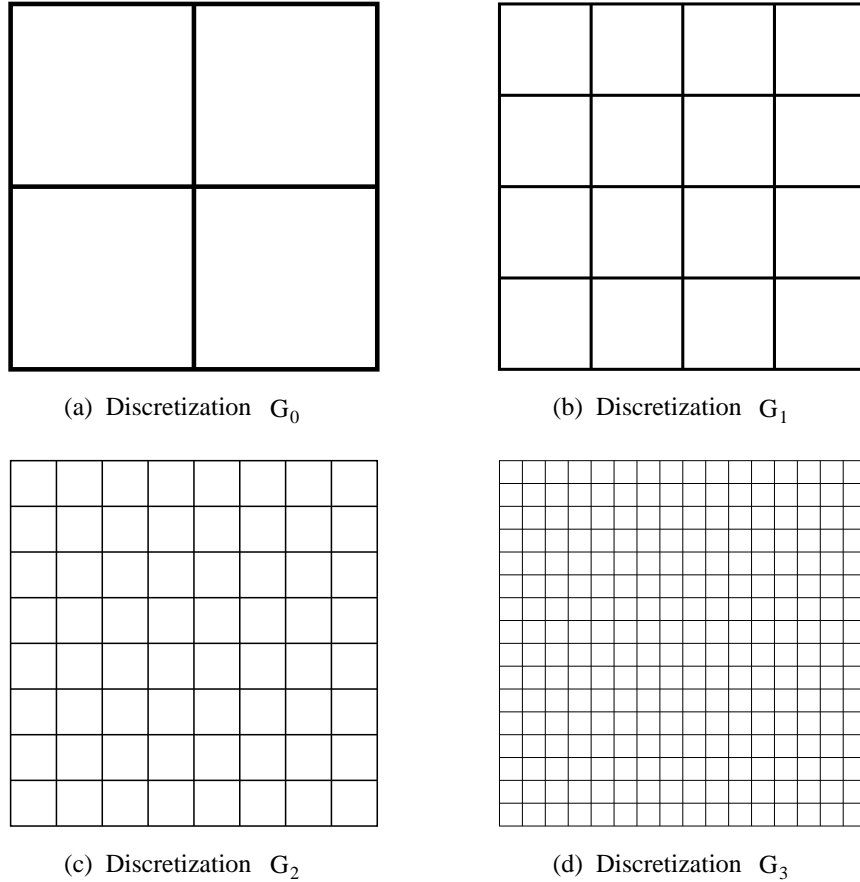 (a) Discretization G₀
(b) Discretization G₁
(c) Discretization G₂
(d) Discretization G₃